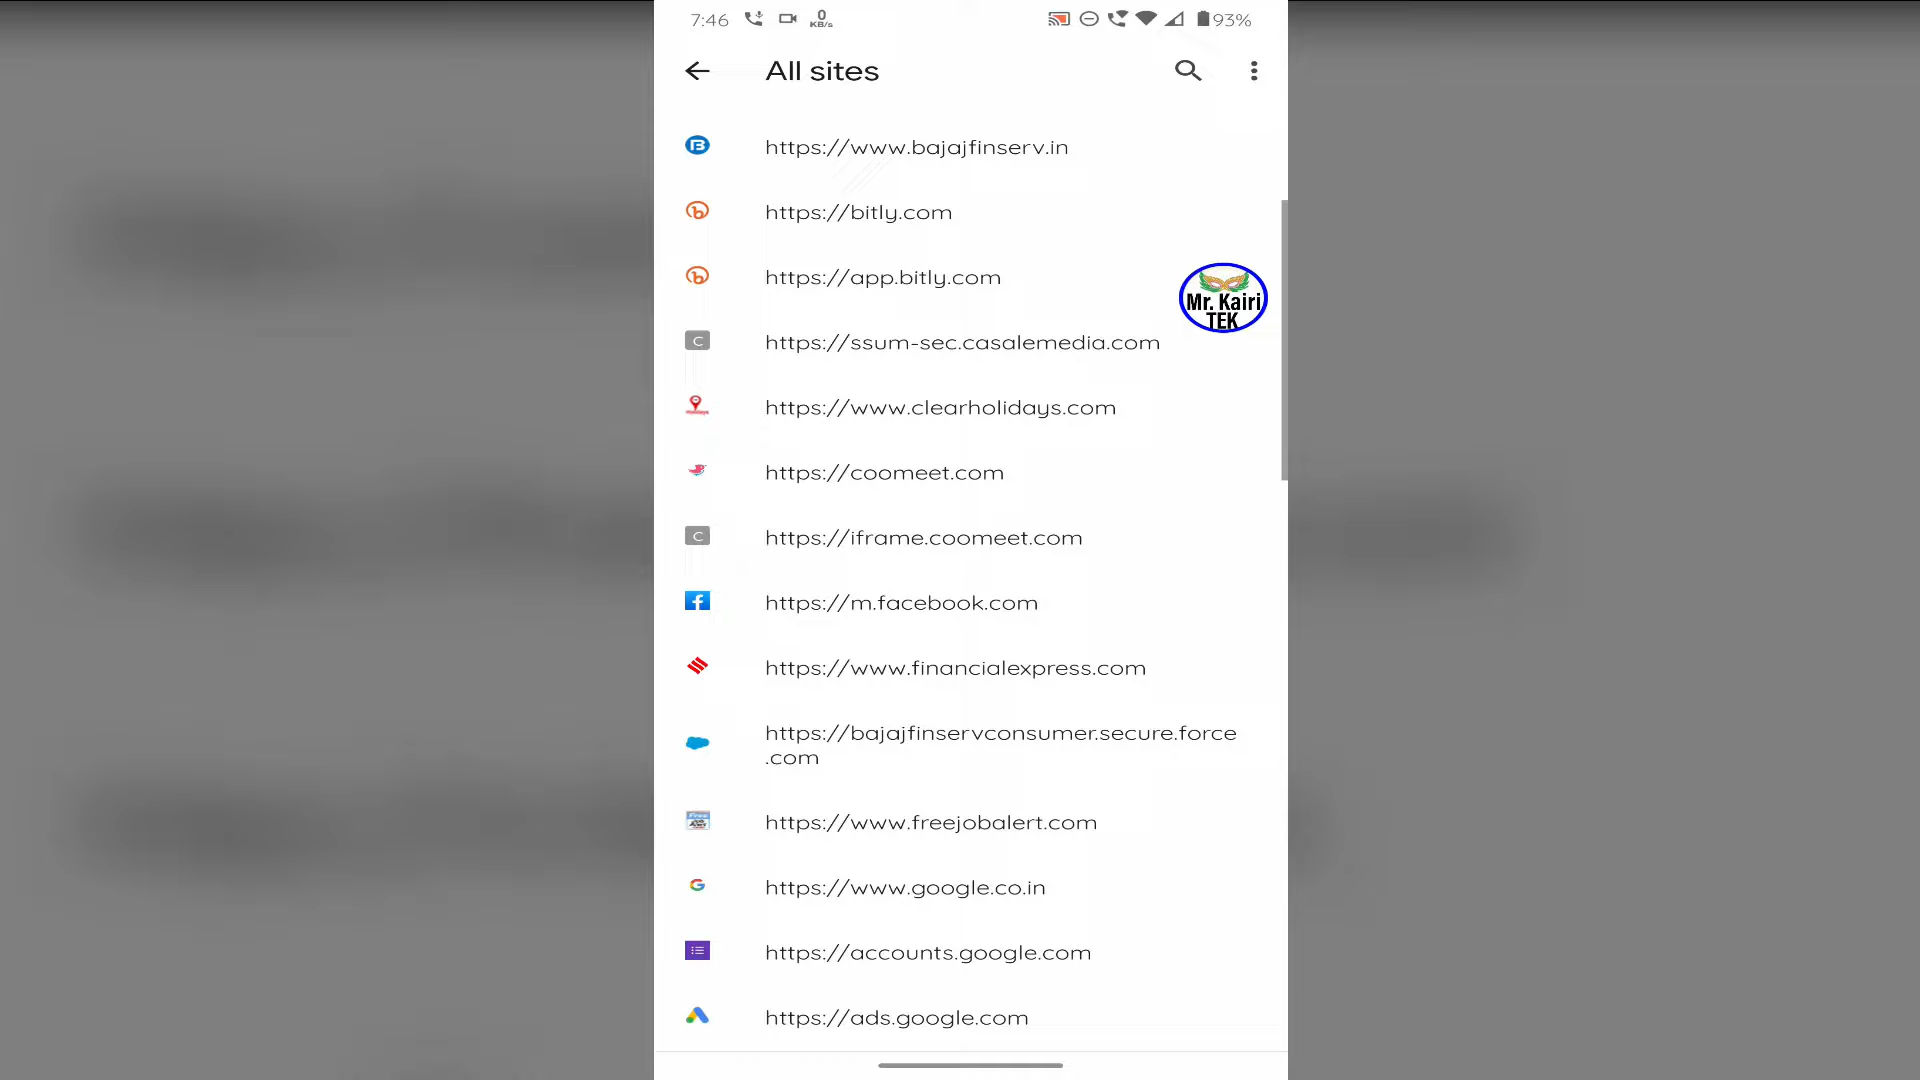 7:46
0
KB/s
93%
All sites
B
https://www.bajajfinserv.in
b
https://bitly.com
b
https://app.bitly.com
Mr. Kairi
TEK
C
https://ssum-sec.casalemedia.com
https://www.clearholidays.com
https://coomeet.com
C
https://iframe.coomeet.com
f
https://m.facebook.com
https://www.financialexpress.com
https://bajajfinservconsumer.secure.force
.com
https://www.freejobalert.com
G
https://www.google.co.in
https://accounts.google.com
https://ads.google.com